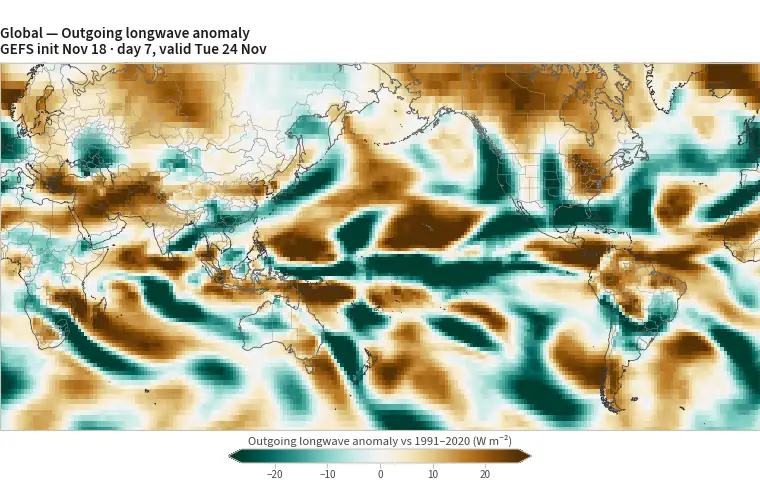 Global — Outgoing longwave anomaly
GEFS init Nov 18 · day 7, valid Tue 24 Nov
Outgoing longwave anomaly vs 1991–2020 (W m⁻²)
−20 −10 0 10 20